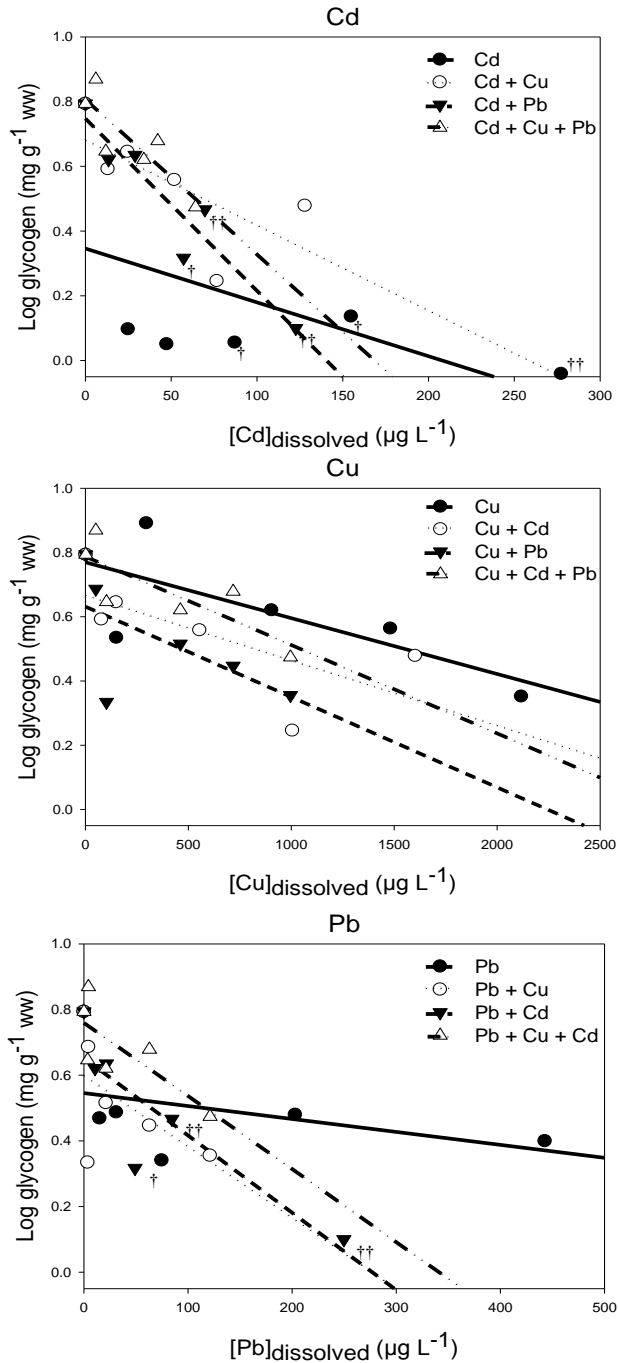 Cd
Log glycogen (mg g-1 ww)
1.0
0.8
0.6
0.4
0.2
0.0
Cd
Cd + Cu
Cd + Pb
Cd + Cu + Pb
††
†
††
†
†
††
0 50 100 150 200 250 300
[Cd]dissolved (µg L-1)
Cu
Log glycogen (mg g-1 ww)
1.0
0.8
0.6
0.4
0.2
0.0
Cu
Cu + Cd
Cu + Pb
Cu + Cd + Pb
0 500 1000 1500 2000 2500
[Cu]dissolved (µg L-1)
Pb
Log glycogen (mg g-1 ww)
1.0
0.8
0.6
0.4
0.2
0.0
Pb
Pb + Cu
Pb + Cd
Pb + Cu + Cd
††
†
††
0 100 200 300 400 500
[Pb]dissolved (µg L-1)